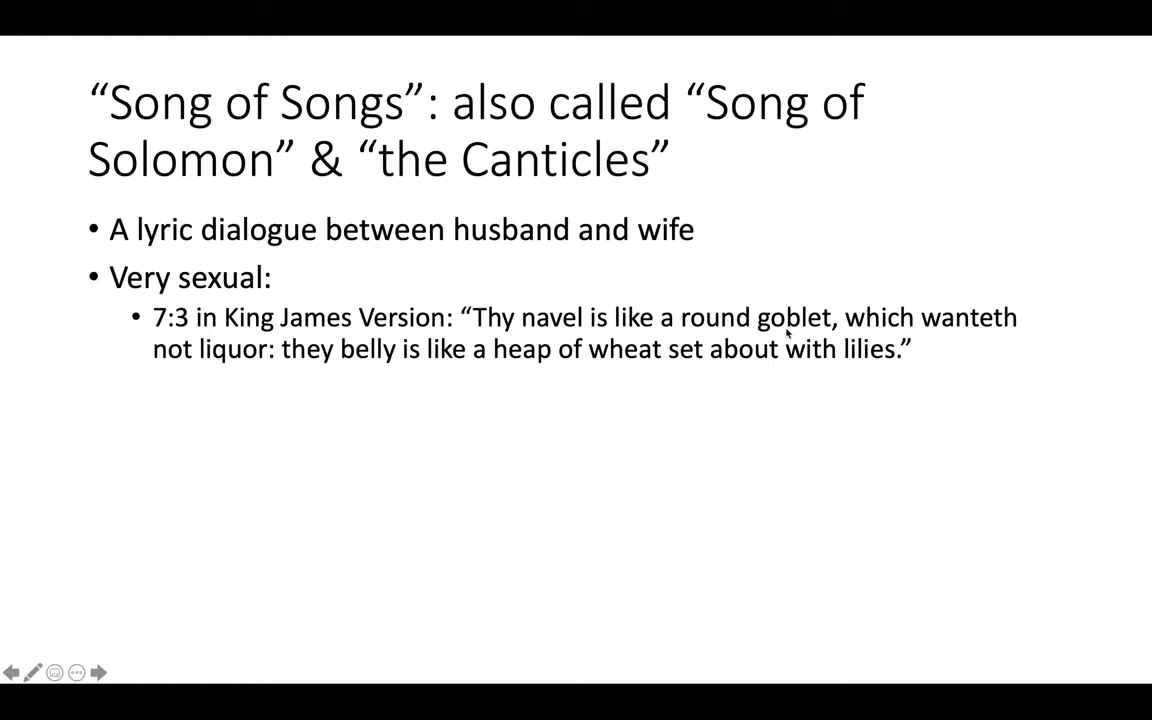 “Song of Songs”: also called “Song of
Solomon” & “the Canticles”
• A lyric dialogue between husband and wife
• Very sexual:
• 7:3 in King James Version: “Thy navel is like a round goblet, which wanteth
not liquor: they belly is like a heap of wheat set about with lilies.”